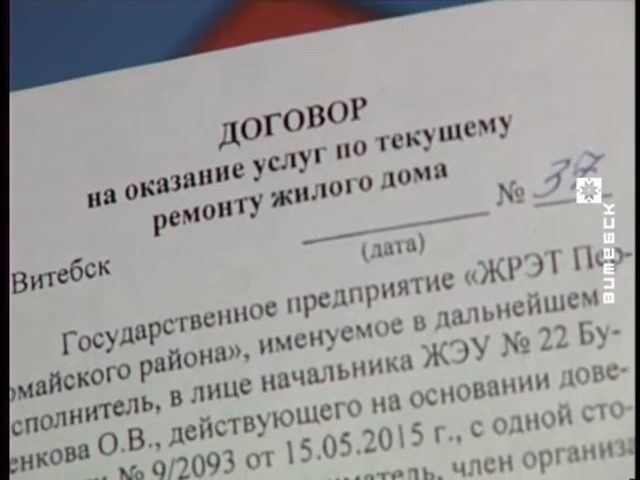 ДОГОВОР
на оказание услуг по текущему
ремонту жилого дома
№ 37
(дата)
Витебск
Государственное предприятие «ЖРЭТ Пер-
омайского района», именуемое в дальнейшем
сполнитель, в лице начальника ЖЭУ № 22 Бу-
енкова О.В., действующего на основании дове-
№ 9/2093 от 15.05.2015 г., с одной сто-
член организа
ВИТЕБСК